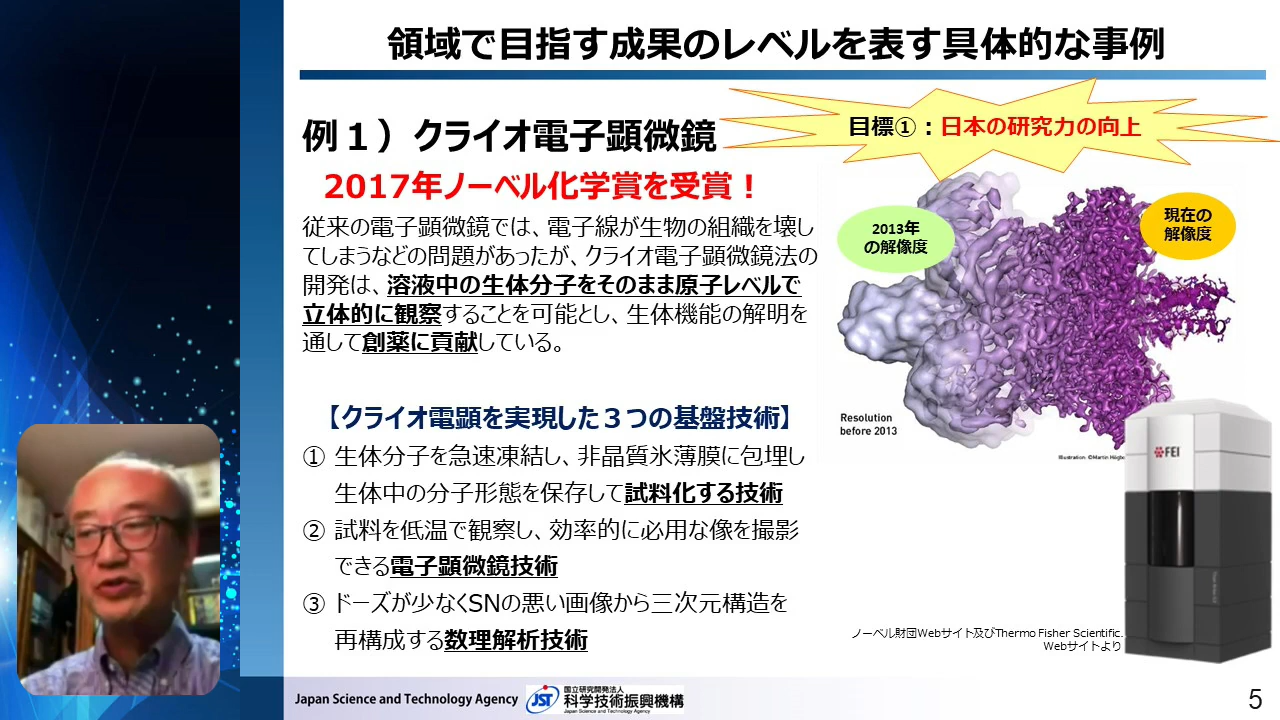 領域で目指す成果のレベルを表す具体的な事例
例１）クライオ電子顕微鏡
目標①：日本の研究力の向上
2017年ノーベル化学賞を受賞！
従来の電子顕微鏡では、電子線が生物の組織を壊し
てしまうなどの問題があったが、クライオ電子顕微鏡法の
開発は、溶液中の生体分子をそのまま原子レベルで
立体的に観察することを可能とし、生体機能の解明を
通して創薬に貢献している。
2013年
の解像度
現在の
解像度
Resolution
before 2013
【クライオ電顕を実現した３つの基盤技術】
① 生体分子を急速凍結し、非晶質氷薄膜に包埋し
生体中の分子形態を保存して試料化する技術
② 試料を低温で観察し、効率的に必用な像を撮影
できる電子顕微鏡技術
③ ドーズが少なくSNの悪い画像から三次元構造を
再構成する数理解析技術
FEI
ノーベル財団Webサイト及びThermo Fisher Scientific.
Webサイトより
Japan Science and Technology Agency
JST
国立研究開発法人
科学技術振興機構
Japan Science and Technology Agency
5